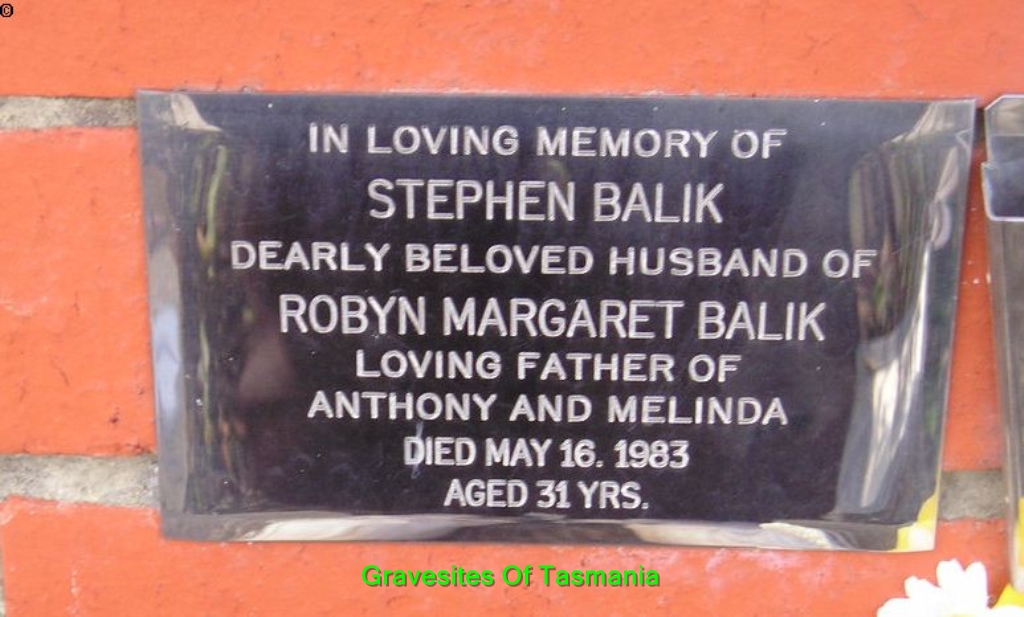 ©
IN LOVING MEMORY OF
STEPHEN BALIK
DEARLY BELOVED HUSBAND OF
ROBYN MARGARET BALIK
LOVING FATHER OF
ANTHONY AND MELINDA
DIED MAY 16. 1983
AGED 31 YRS.
Gravesites Of Tasmania